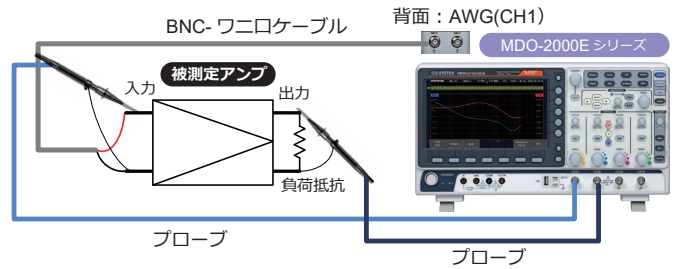 背面：AWG(CH1）
BNC- ワニ口ケーブル
MDO-2000E シリーズ
入力
被測定アンプ
出力
GW INSTEK
負荷抵抗
プローブ
プローブ